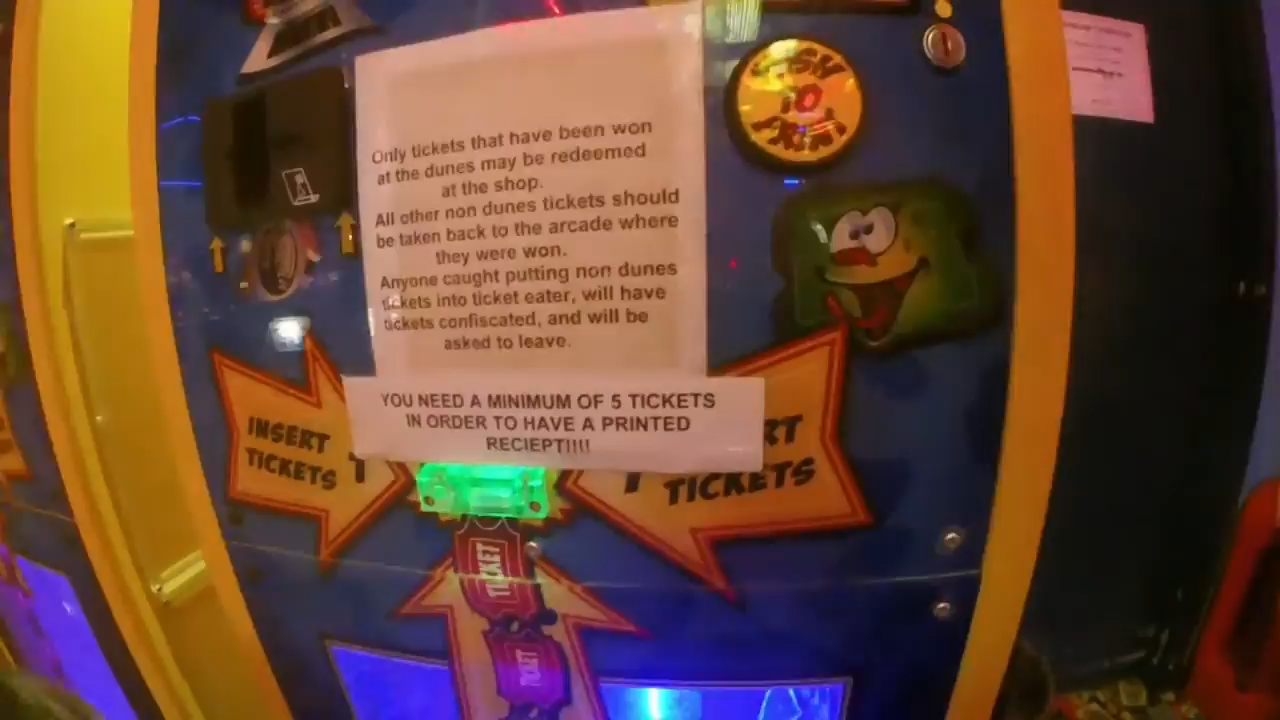 Only tickets that have been won
at the dunes may be redeemed
at the shop.
All other non dunes tickets should
be taken back to the arcade where
they were won.
Anyone caught putting non dunes
tickets into ticket eater, will have
tickets confiscated, and will be
asked to leave.
YOU NEED A MINIMUM OF 5 TICKETS
IN ORDER TO HAVE A PRINTED
RECIEPT!!!!
INSERT
TICKETS
TICKETS
TO
TICKET
TICKET